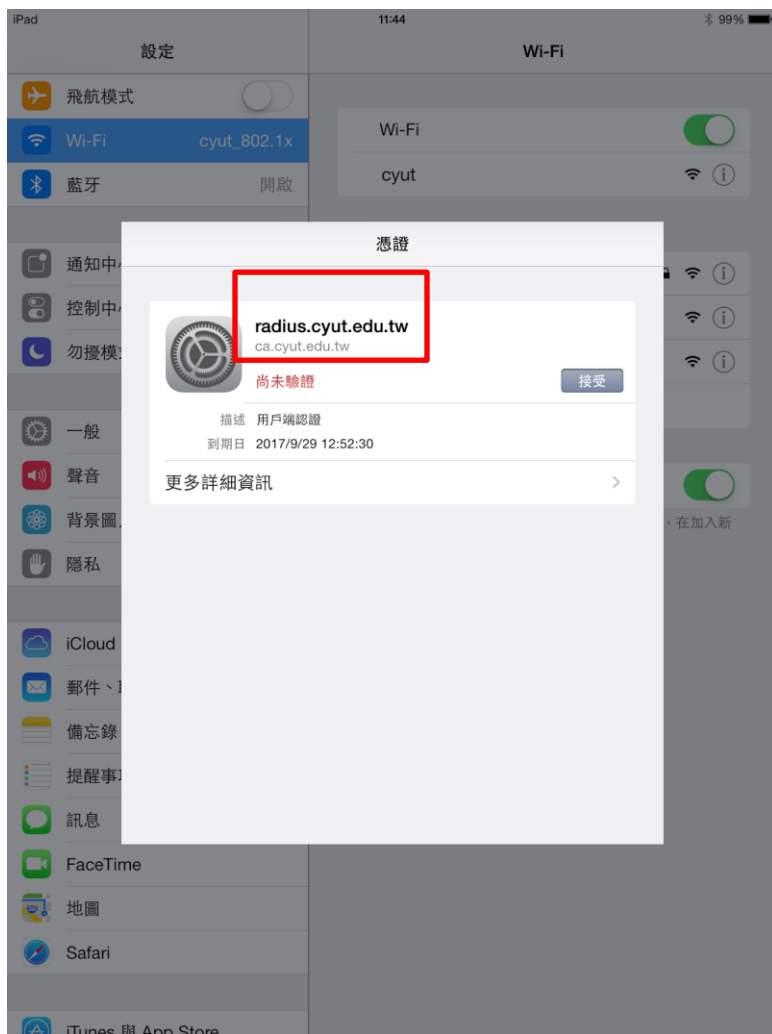 iPad 11:44 99%
設定
Wi-Fi
飛航模式
Wi-Fi cyut_802.1x
藍牙 開啟
通知中
控制中
勿擾模
一般
聲音
背景圖
隱私
iCloud
郵件、
備忘錄
提醒事
訊息
FaceTime
地圖
Safari
iTunes 與 App Store
Wi-Fi
cyut
，在加入新
憑證
radius.cyut.edu.tw
ca.cyut.edu.tw
尚未驗證 接受
描述 用戶端認證
到期日 2017/9/29 12:52:30
更多詳細資訊